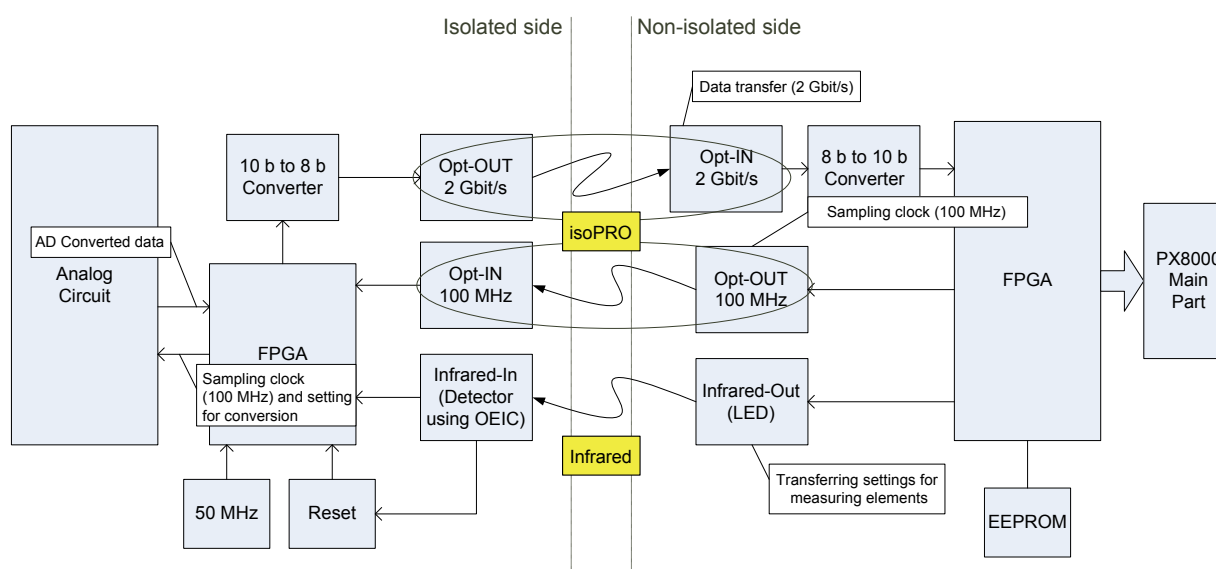 Isolated side
Non-isolated side
Data transfer (2 Gbit/s)
10 b to 8 b
Converter
Opt-OUT
2 Gbit/s
Opt-IN
2 Gbit/s
8 b to 10 b
Converter
Sampling clock (100 MHz)
isoPRO
AD Converted data
Analog
Circuit
Opt-IN
100 MHz
Opt-OUT
100 MHz
FPGA
PX8000
Main
Part
FPGA
Sampling clock
(100 MHz) and setting
for conversion
Infrared-In
(Detector
using OEIC)
Infrared-Out
(LED)
Infrared
Transferring settings for
measuring elements
50 MHz
Reset
EEPROM